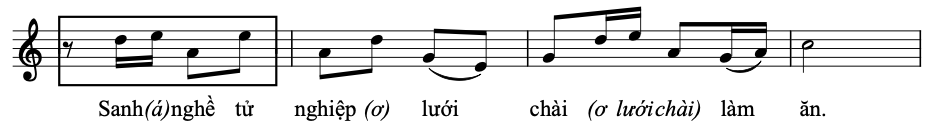 Sanh(á)nghề tử nghiệp (ơ) lưới chài (ơ lưới chài) làm ăn.